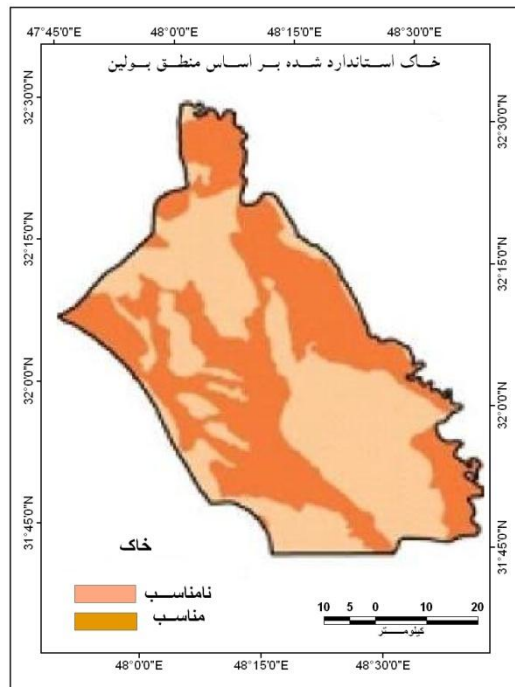 47°45'0"E 48°0'0"E 48°15'0"E 48°30'0"E
خاک استاندارد شده بر اساس منطق بولین
32°30'0"N 32°30'0"N
32°15'0"N 32°15'0"N
32°0'0"N 32°0'0"N
31°45'0"N 31°45'0"N
خاک
نامناسب
مناسب
10 5 0 10 20
کیلومتر
48°0'0"E 48°15'0"E 48°30'0"E